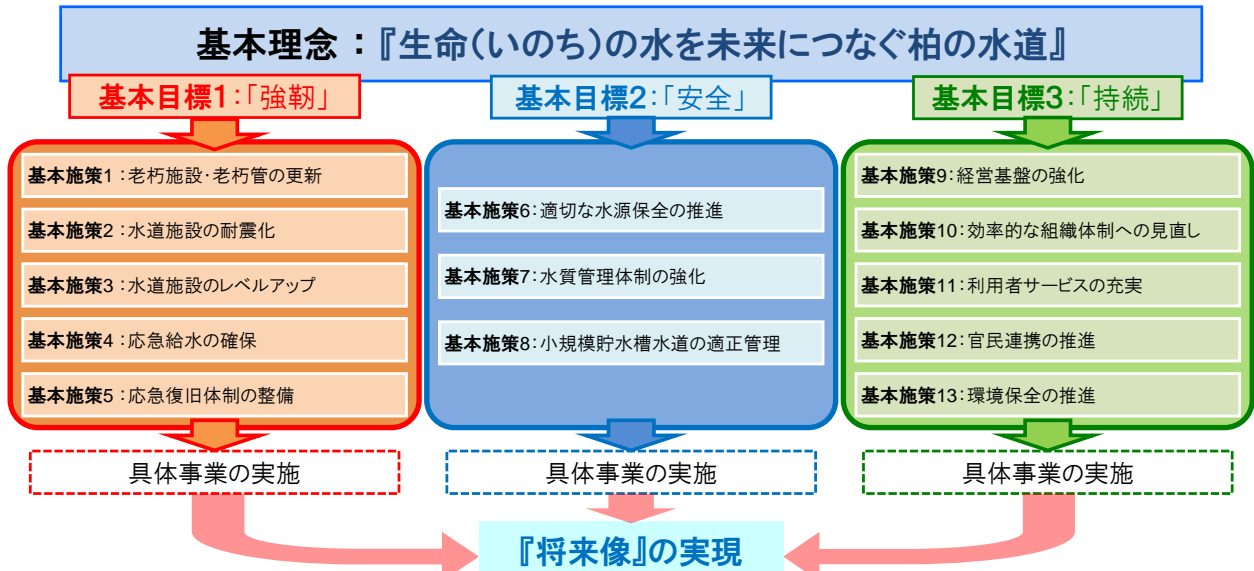 基本理念：『生命(いのち)の水を未来につなぐ柏の水道』
基本目標1：「強靭」
基本施策1：老朽施設・老朽管の更新
基本施策2：水道施設の耐震化
基本施策3：水道施設のレベルアップ
基本施策4：応急給水の確保
基本施策5：応急復旧体制の整備
具体事業の実施
基本目標2：「安全」
基本施策6：適切な水源保全の推進
基本施策7：水質管理体制の強化
基本施策8：小規模貯水槽水道の適正管理
具体事業の実施
基本目標3：「持続」
基本施策9：経営基盤の強化
基本施策10：効率的な組織体制への見直し
基本施策11：利用者サービスの充実
基本施策12：官民連携の推進
基本施策13：環境保全の推進
具体事業の実施
『将来像』の実現